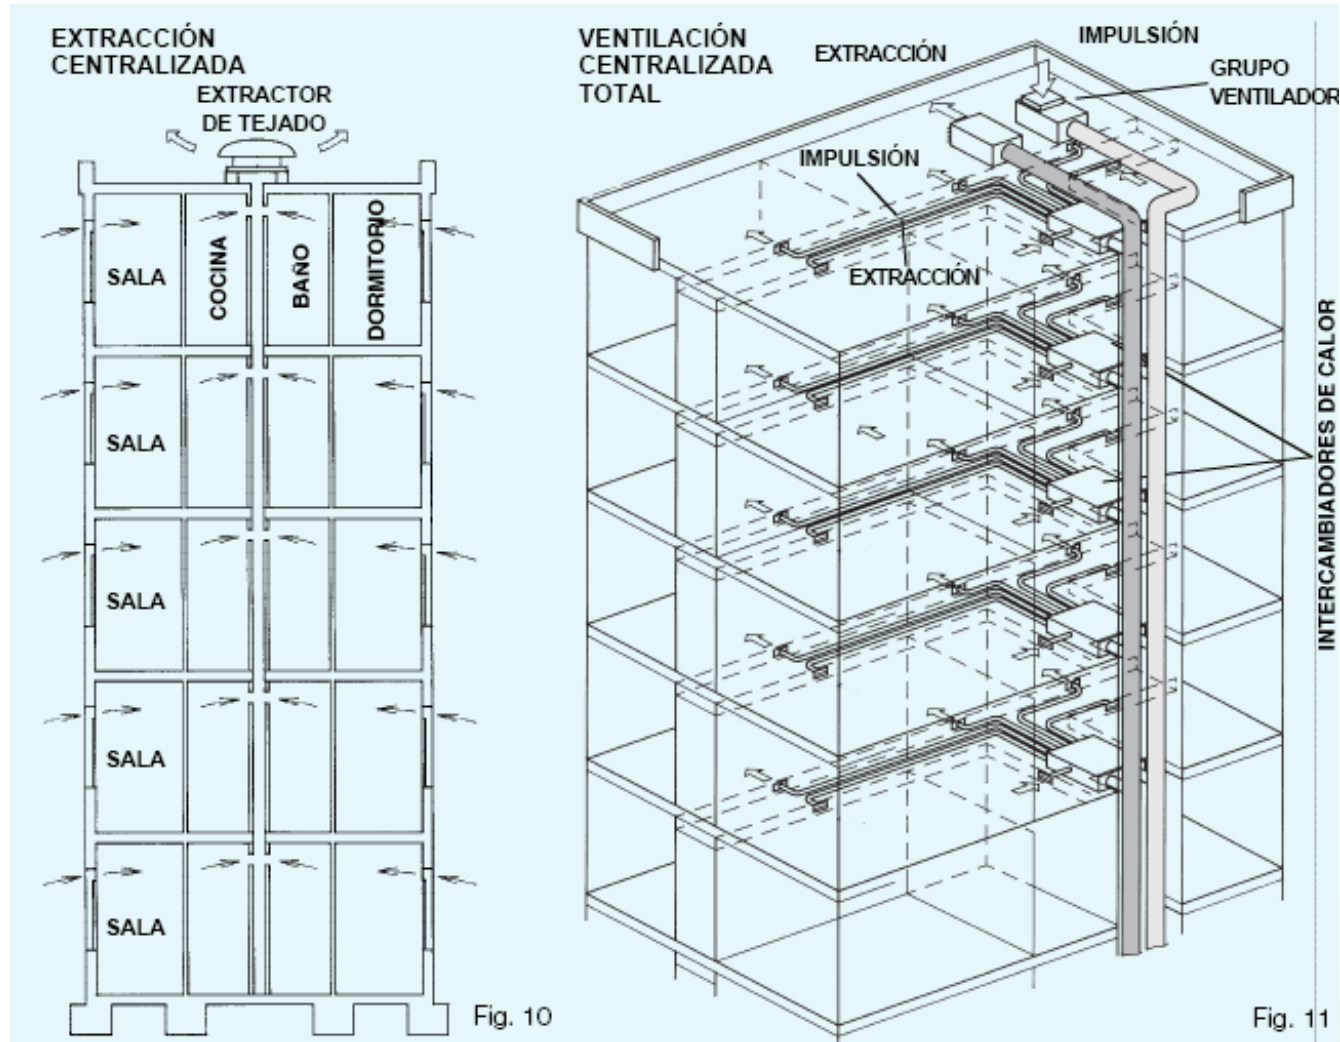 EXTRACCIÓN
CENTRALIZADA
EXTRACTOR
DE TEJADO
SALA
COCINA
BAÑO
DORMITORIO
SALA
SALA
SALA
SALA
Fig. 10
VENTILACIÓN
CENTRALIZADA
TOTAL
EXTRACCIÓN
IMPULSIÓN
GRUPO
VENTILADOR
IMPULSIÓN
EXTRACCIÓN
INTERCAMBIADORES DE CALOR
Fig. 11